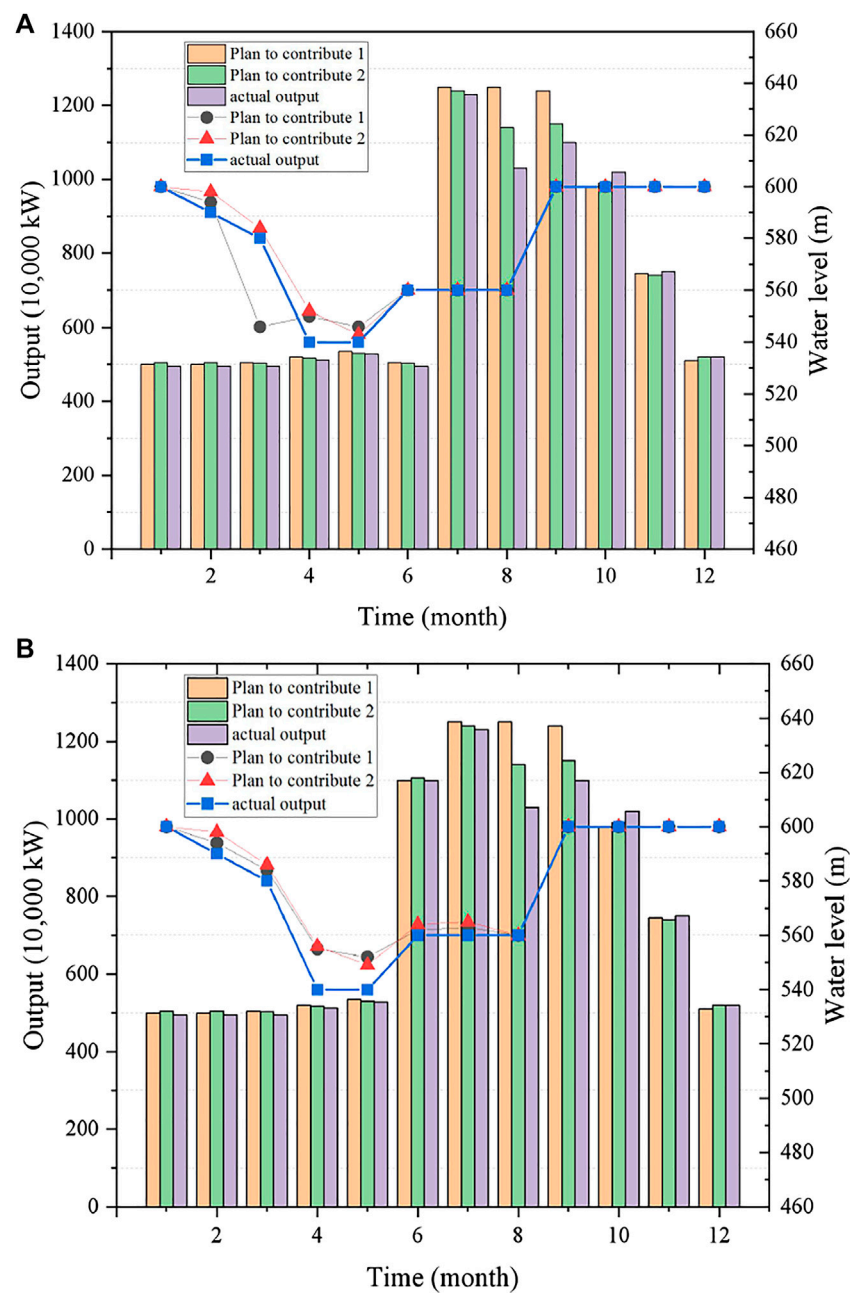 A
Plan to contribute 1
Plan to contribute 2
actual output
Plan to contribute 1
Plan to contribute 2
actual output
1400
1200
1000
800
600
400
200
0
Output (10,000 kW)
660
640
620
600
580
560
540
520
500
480
460
Water level (m)
2 4 6 8 10 12
Time (month)
B
Plan to contribute 1
Plan to contribute 2
actual output
Plan to contribute 1
Plan to contribute 2
actual output
1400
1200
1000
800
600
400
200
0
Output (10,000 kW)
660
640
620
600
580
560
540
520
500
480
460
Water level (m)
2 4 6 8 10 12
Time (month)